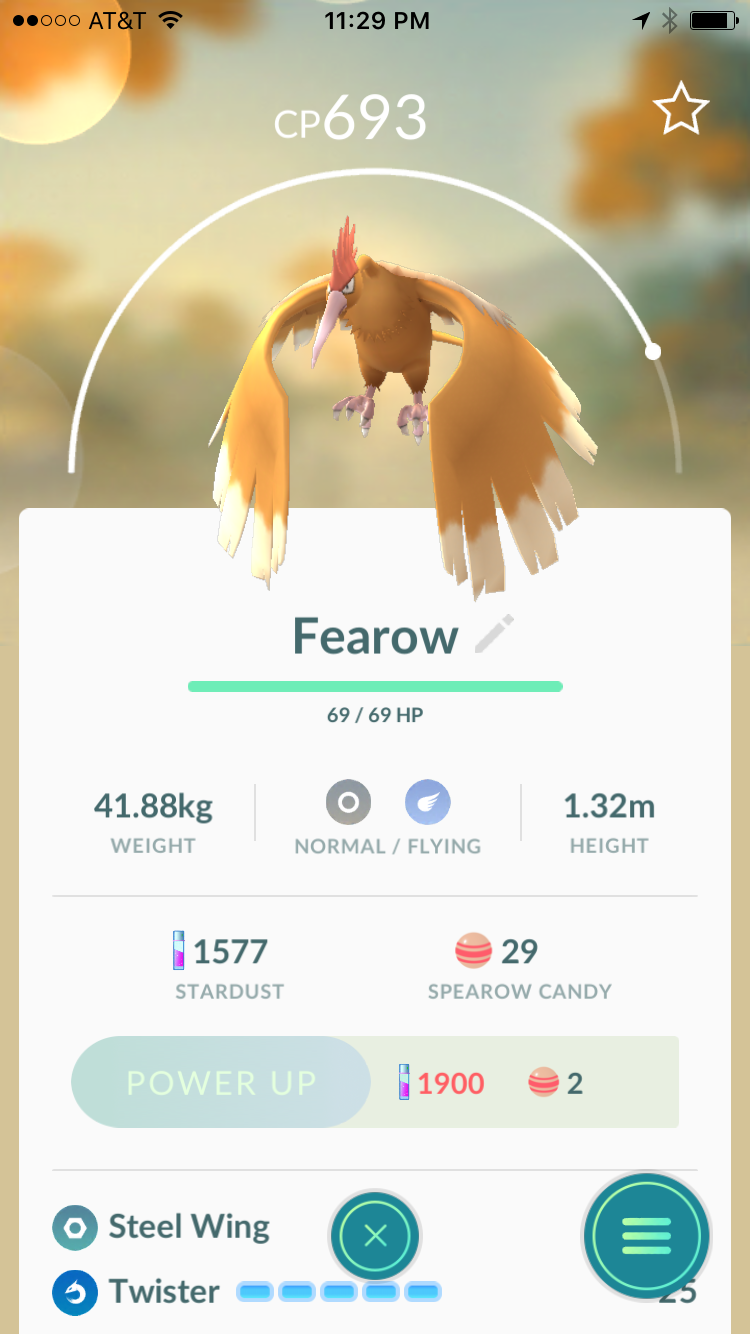 AT&T 11:29 PM
CP693
Fearow
69 / 69 HP
41.88kg 1.32m
WEIGHT NORMAL / FLYING HEIGHT
1577 29
STARDUST SPEAROW CANDY
POWER UP 1900 2
Steel Wing
Twister 25